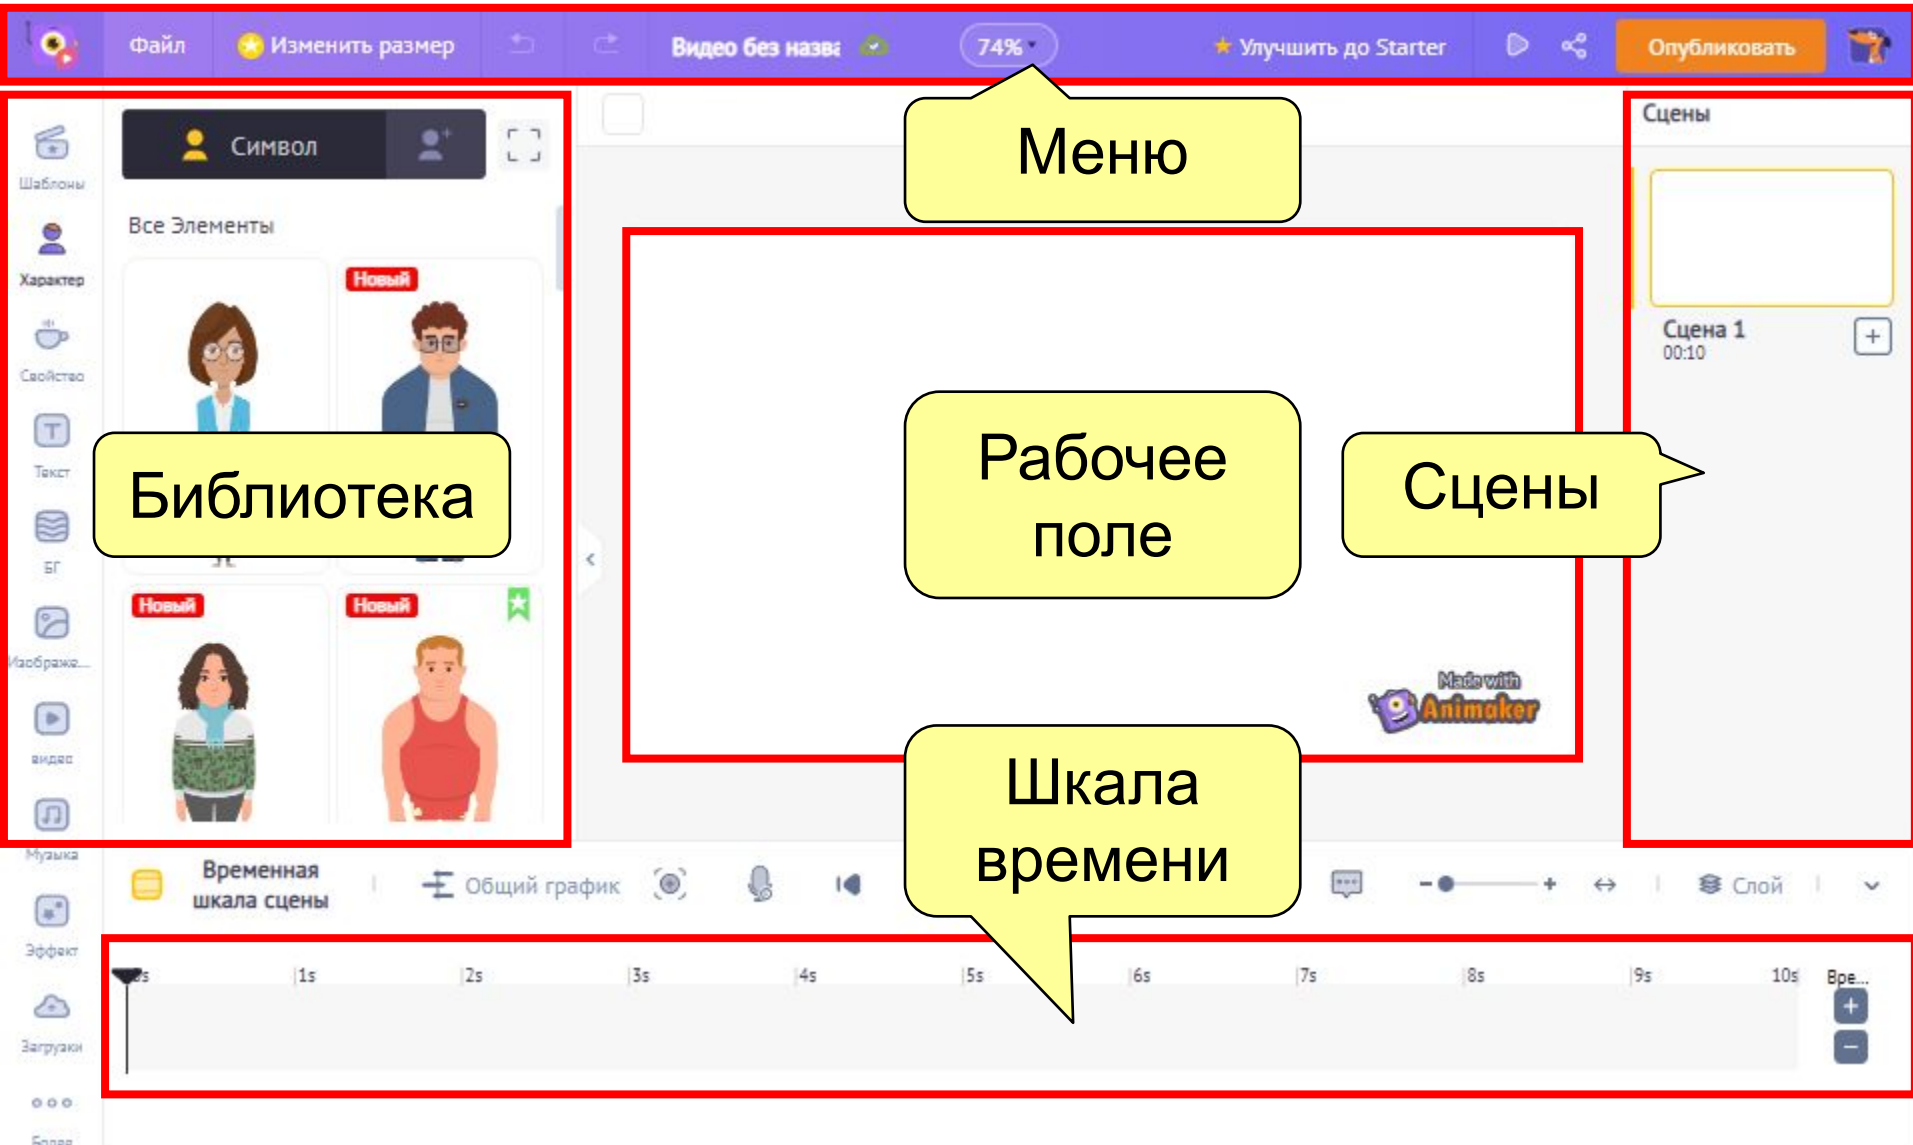 Файл
Изменить размер
Видео без назва
74%
Улучшить до Starter
Опубликовать
Меню
Сцены
Символ
Шаблоны
Все Элементы
Характер
Новый
Сцена 1
00:10
Свойство
Текст
Библиотека
Рабочее
поле
Сцены
БГ
Новый
Новый
Изображе...
Made with
Animaker
видео
Шкала
времени
Музыка
Временная
шкала сцены
Общий график
Слой
Эффект
1s
2s
3s
4s
5s
6s
7s
8s
9s
10s
Вре...
Загрузки
Более